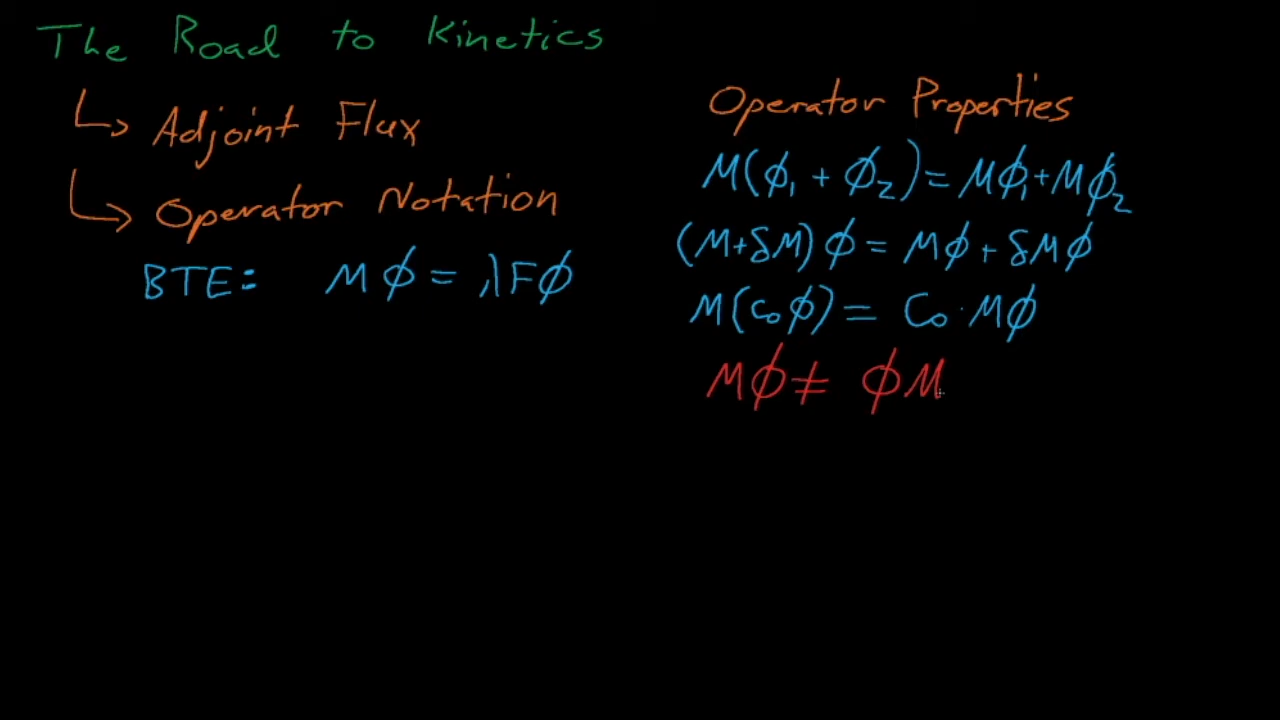 The Road to Kinetics
↳ Adjoint Flux
↳ Operator Notation
BTE: Mϕ = λFϕ
Operator Properties
M(ϕ₁ + ϕ₂) = Mϕ₁ + Mϕ₂
(M+δM)ϕ = Mϕ + δMϕ
M(c₀ϕ) = C₀·Mϕ
Mϕ ≠ ϕM